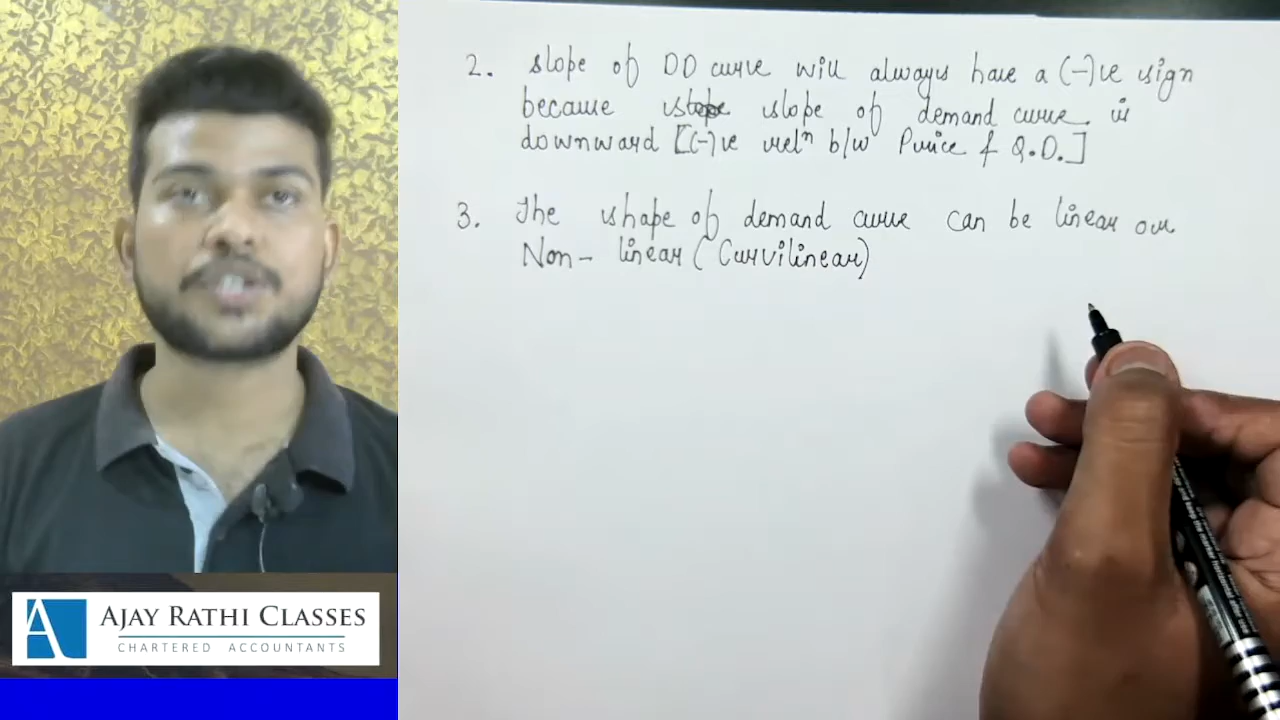 2. slope of DD curve will always have a (-)ve sign
because slope slope of demand curve is
downward [(-)ve reln b/w Price & Q.D.]
3. The shape of demand curve can be linear or
Non-linear (Curvilinear)
AJAY RATHI CLASSES
CHARTERED ACCOUNTANTS